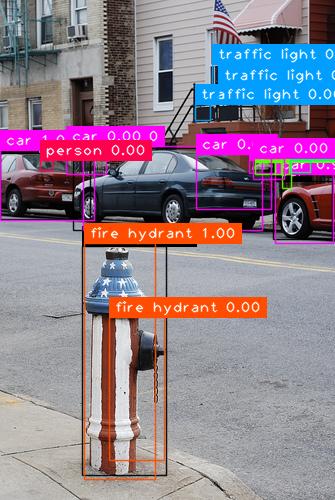 traffic light 0
traffic light 0
traffic light 0.00
car 1.0
car 0.00 0
person 0.00
car 0.
car 0.00
fire hydrant 1.00
fire hydrant 0.00